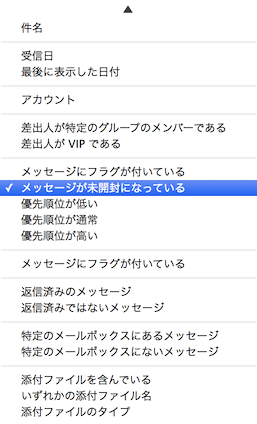 件名
受信日
最後に表示した日付
アカウント
差出人が特定のグループのメンバーである
差出人が VIP である
メッセージにフラグが付いている
メッセージが未開封になっている
優先順位が低い
優先順位が通常
優先順位が高い
メッセージにフラグが付いている
返信済みのメッセージ
返信済みではないメッセージ
特定のメールボックスにあるメッセージ
特定のメールボックスにないメッセージ
添付ファイルを含んでいる
いずれかの添付ファイル名
添付ファイルのタイプ